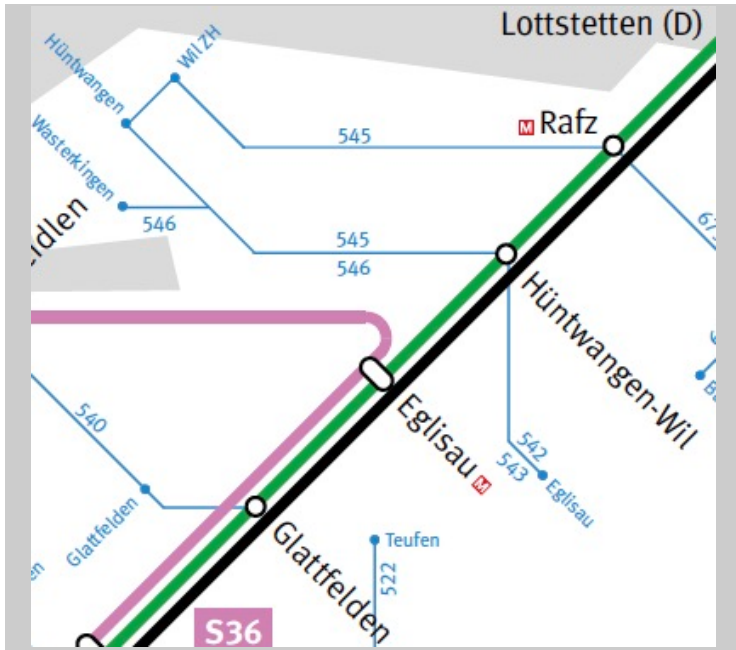 Lottstetten (D)
Wil ZH
Hüntwangen
M Rafz
545
Wasterkingen
546
545
546
Hüntwangen-Wil
Eglisau M
540
542
543
Eglisau
Glattfelden
Glattfelden
Teufen
522
S36